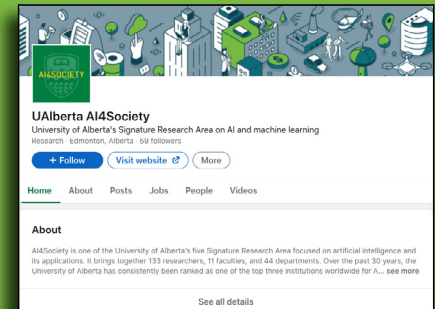 AI4SOCIETY
UAlberta AI4Society
University of Alberta's Signature Research Area on AI and machine learning
Research · Edmonton, Alberta · 69 followers
+ Follow Visit website More
Home About Posts Jobs People Videos
About
AI4Society is one of the University of Alberta's five Signature Research Area focused on artificial intelligence and
its applications. It brings together 133 researchers, 11 faculties, and 44 departments. Over the past 30 years, the
University of Alberta has consistently been ranked as one of the top three institutions worldwide for A... see more
See all details